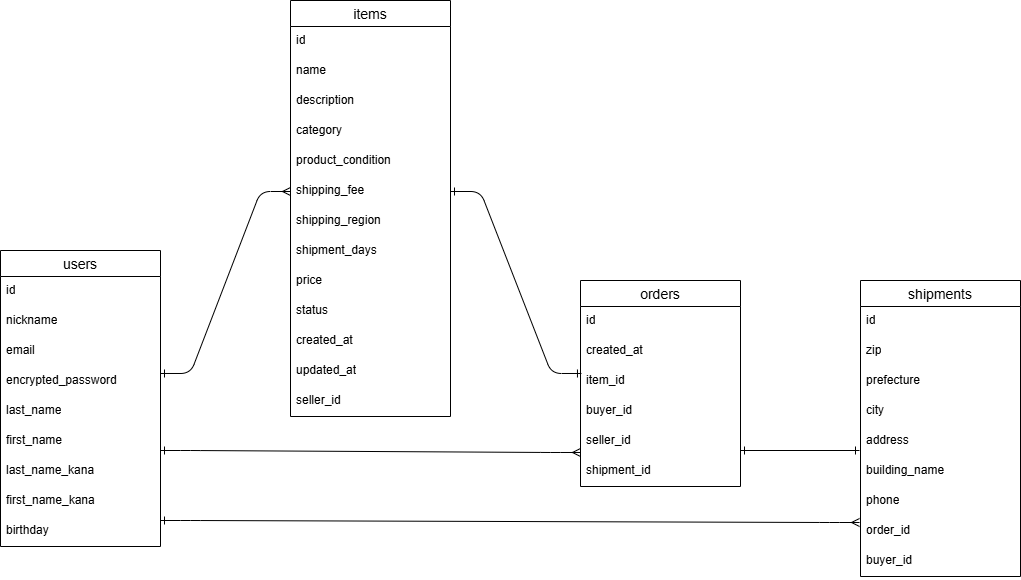 items
id
name
description
category
product_condition
shipping_fee
shipping_region
shipment_days
price
status
created_at
updated_at
seller_id
users
id
nickname
email
encrypted_password
last_name
first_name
last_name_kana
first_name_kana
birthday
orders
id
created_at
item_id
buyer_id
seller_id
shipment_id
shipments
id
zip
prefecture
city
address
building_name
phone
order_id
buyer_id